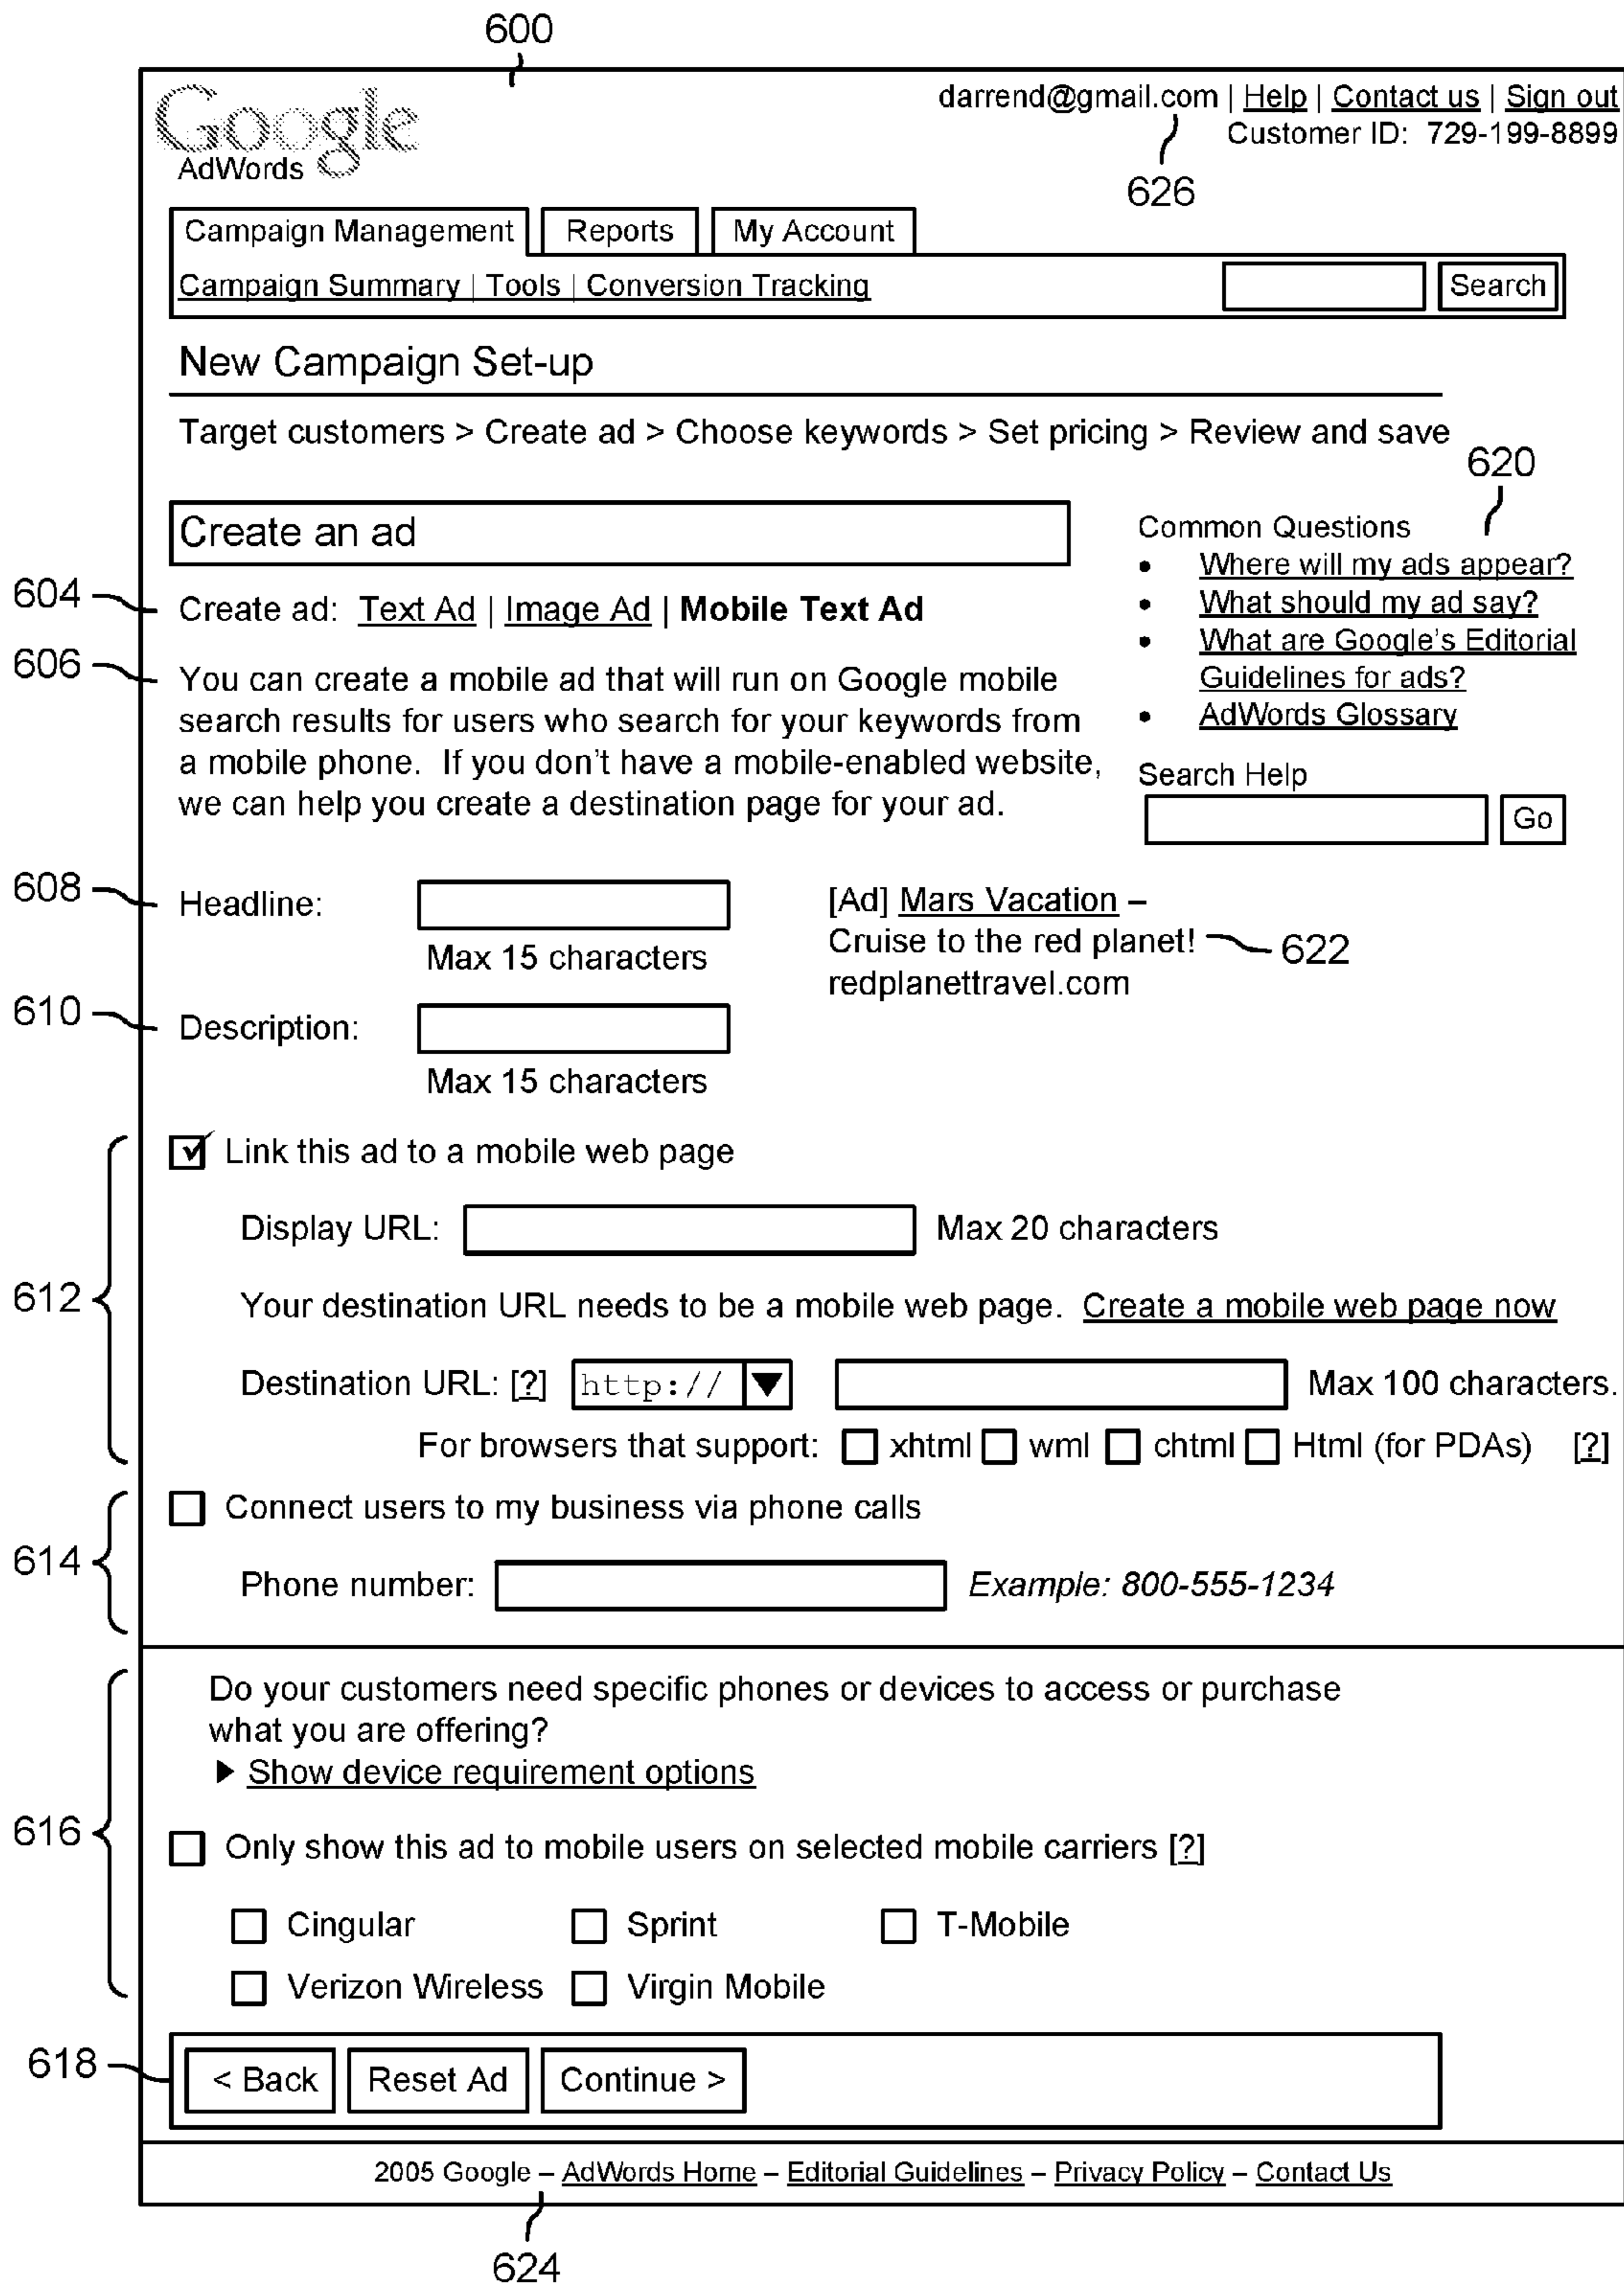 600
Google
AdWords
darrend@gmail.com | Help | Contact us | Sign out
Customer ID: 729-199-8899
626
Campaign Management Reports My Account
Campaign Summary | Tools | Conversion Tracking Search
New Campaign Set-up
Target customers > Create ad > Choose keywords > Set pricing > Review and save
620
Create an ad
Common Questions
• Where will my ads appear?
• What should my ad say?
• What are Google's Editorial
Guidelines for ads?
• AdWords Glossary
Search Help
Go
604
Create ad: Text Ad | Image Ad | Mobile Text Ad
606
You can create a mobile ad that will run on Google mobile
search results for users who search for your keywords from
a mobile phone. If you don't have a mobile-enabled website,
we can help you create a destination page for your ad.
608
Headline:
Max 15 characters
[Ad] Mars Vacation –
Cruise to the red planet!
redplanettravel.com
622
610
Description:
Max 15 characters
612
Link this ad to a mobile web page
Display URL: Max 20 characters
Your destination URL needs to be a mobile web page. Create a mobile web page now
Destination URL: [?] http:// Max 100 characters.
For browsers that support: xhtml wml chtml Html (for PDAs) [?]
614
Connect users to my business via phone calls
Phone number: Example: 800-555-1234
616
Do your customers need specific phones or devices to access or purchase
what you are offering?
Show device requirement options
Only show this ad to mobile users on selected mobile carriers [?]
Cingular Sprint T-Mobile
Verizon Wireless Virgin Mobile
618
< Back Reset Ad Continue >
2005 Google – AdWords Home – Editorial Guidelines – Privacy Policy – Contact Us
624